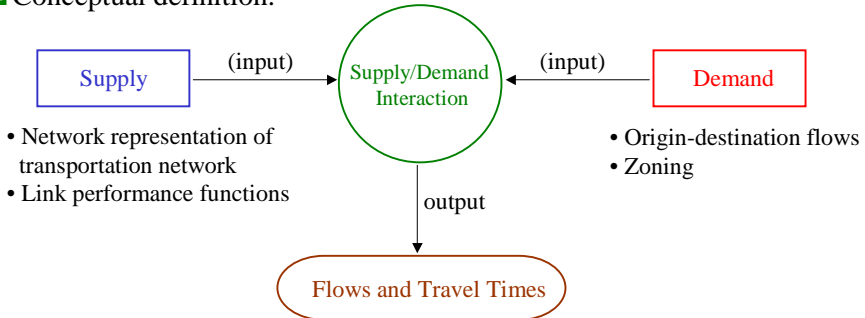 Conceptual definition:
(input)
(input)
Supply
Supply/Demand
Interaction
Demand
• Network representation of
transportation network
• Link performance functions
• Origin-destination flows
• Zoning
output
Flows and Travel Times